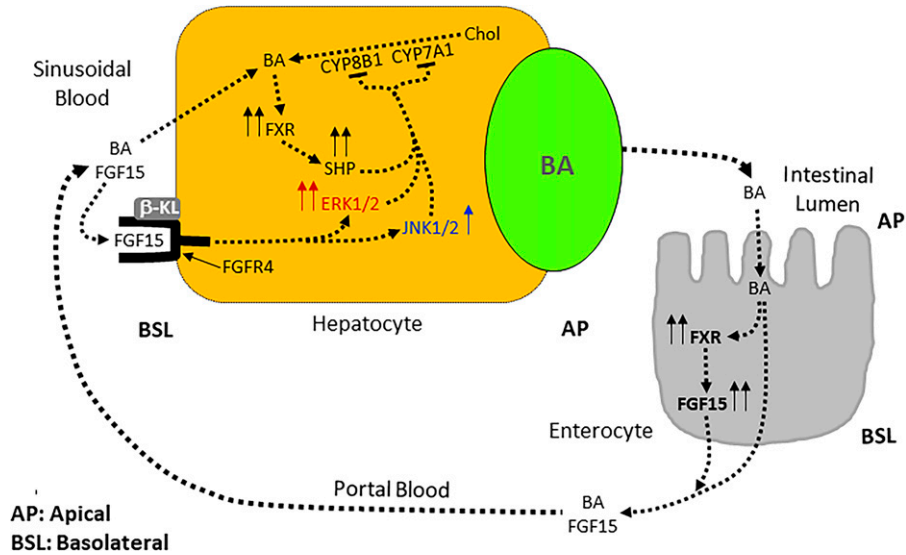 Chol
CYP8B1 CYP7A1
BA
Sinusoidal
Blood
↑↑ FXR
↑↑
SHP
BA
FGF15
↑↑ ERK1/2
β-KL
FGF15
JNK1/2 ↑
FGFR4
BSL
Hepatocyte
AP
BA
BA
Intestinal
Lumen
AP
BA
↑↑ FXR
FGF15 ↑↑
Enterocyte
BSL
Portal Blood
BA
FGF15
AP: Apical
BSL: Basolateral